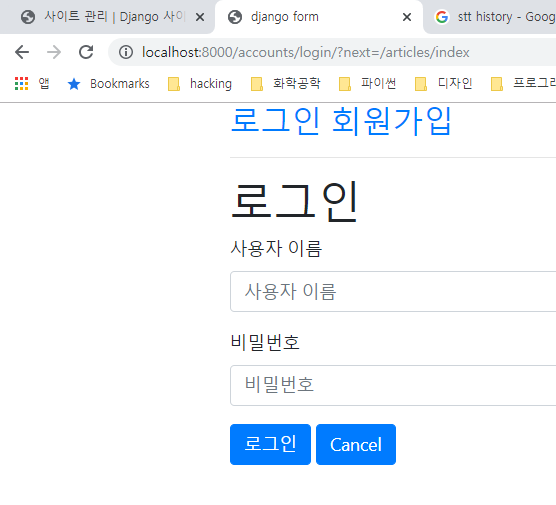 사이트 관리 | Django 사이
django form
stt history - Goog
localhost:8000/accounts/login/?next=/articles/index
앱 Bookmarks hacking 화학공학 파이썬 디자인 프로그래
로그인 회원가입
로그인
사용자 이름
사용자 이름
비밀번호
비밀번호
로그인 Cancel